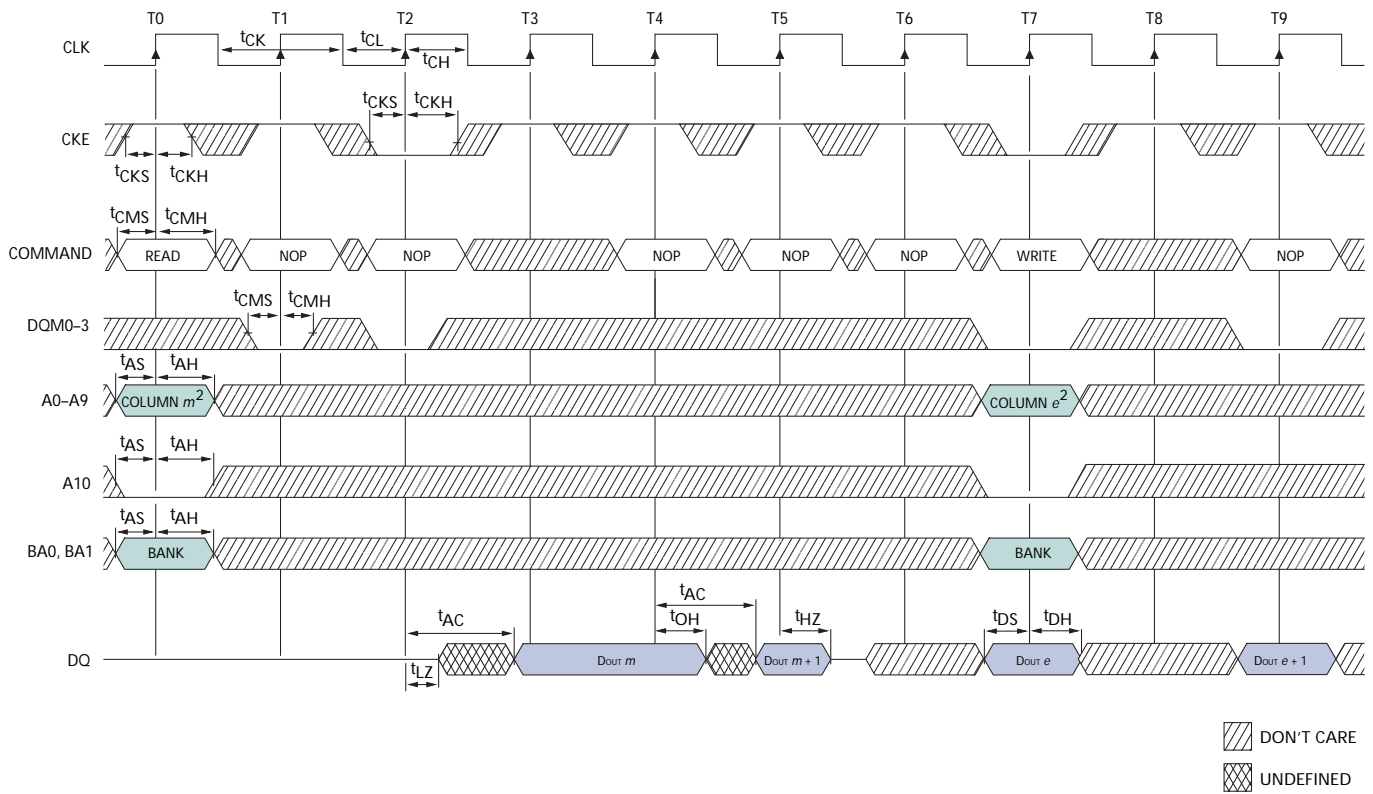 T0 T1 T2 T3 T4 T5 T6 T7 T8 T9
CLK
tCK tCL
tCH
tCKS tCKH
CKE
tCKS tCKH
tCMS tCMH
COMMAND READ NOP NOP NOP NOP NOP WRITE NOP
tCMS tCMH
DQM0–3
tAS tAH
A0–A9 COLUMN m2 COLUMN e2
tAS tAH
A10
tAS tAH
BA0, BA1 BANK BANK
tAC
tAC tOH tHZ tDS tDH
DQ DOUT m DOUT m + 1 DOUT e DOUT e + 1
tLZ
DON'T CARE
UNDEFINED